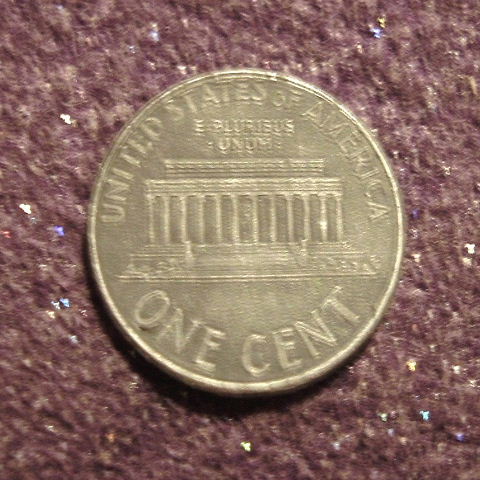 UNITED STATES OF AMERICA
E·PLURIBUS
·UNUM·
ONE CENT